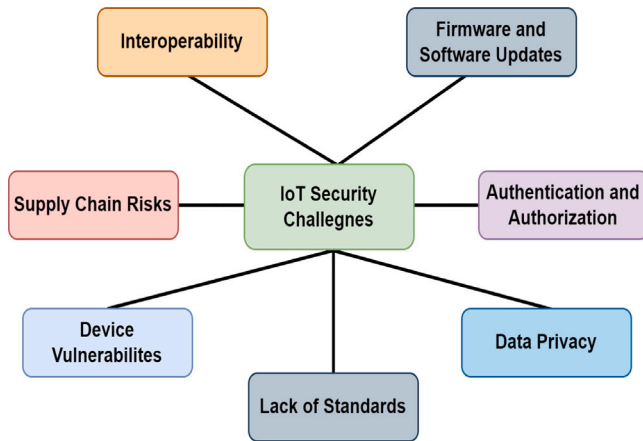 Interoperability
Firmware and
Software Updates
Supply Chain Risks
IoT Security
Challegnes
Authentication and
Authorization
Device
Vulnerabilites
Lack of Standards
Data Privacy